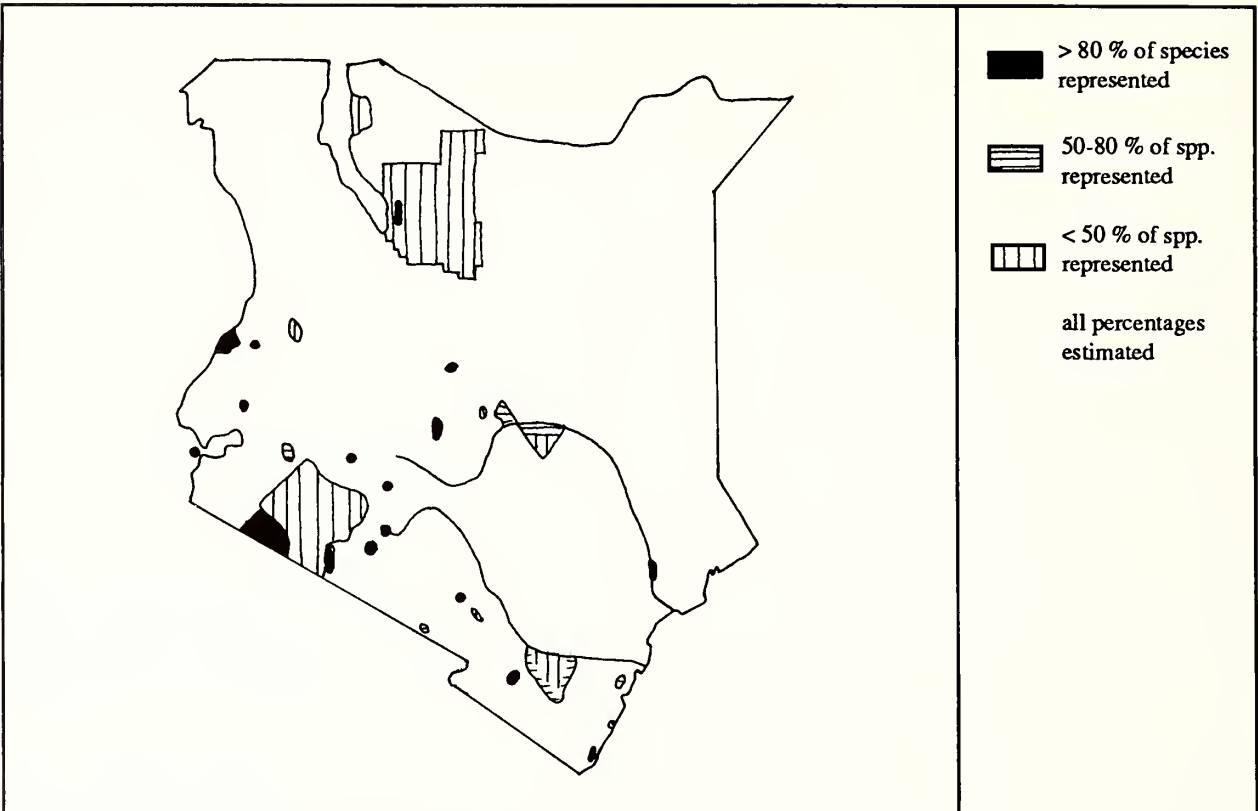 > 80 % of species
represented
50-80 % of spp.
represented
< 50 % of spp.
represented
all percentages
estimated